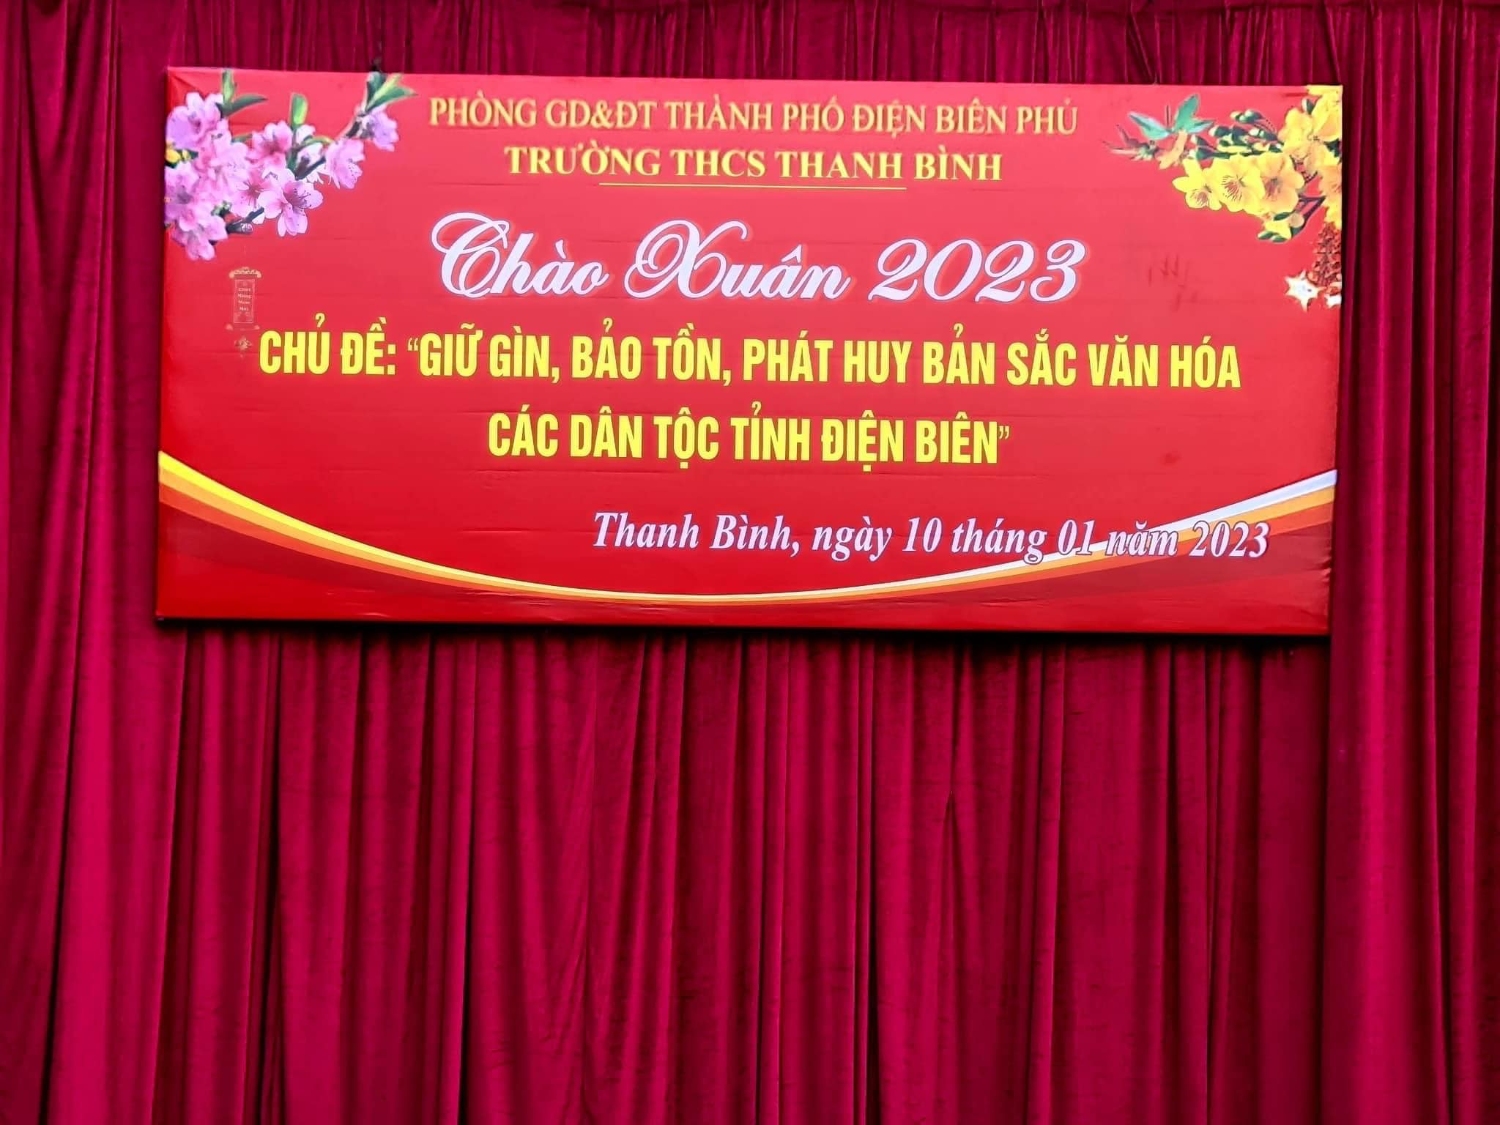 PHÒNG GD&ĐT THÀNH PHỐ ĐIỆN BIÊN PHỦ
TRƯỜNG THCS THANH BÌNH
Chào Xuân 2023
CHỦ ĐỀ: “GIỮ GÌN, BẢO TỒN, PHÁT HUY BẢN SẮC VĂN HÓA
CÁC DÂN TỘC TỈNH ĐIỆN BIÊN”
Thanh Bình, ngày 10 tháng 01 năm 2023